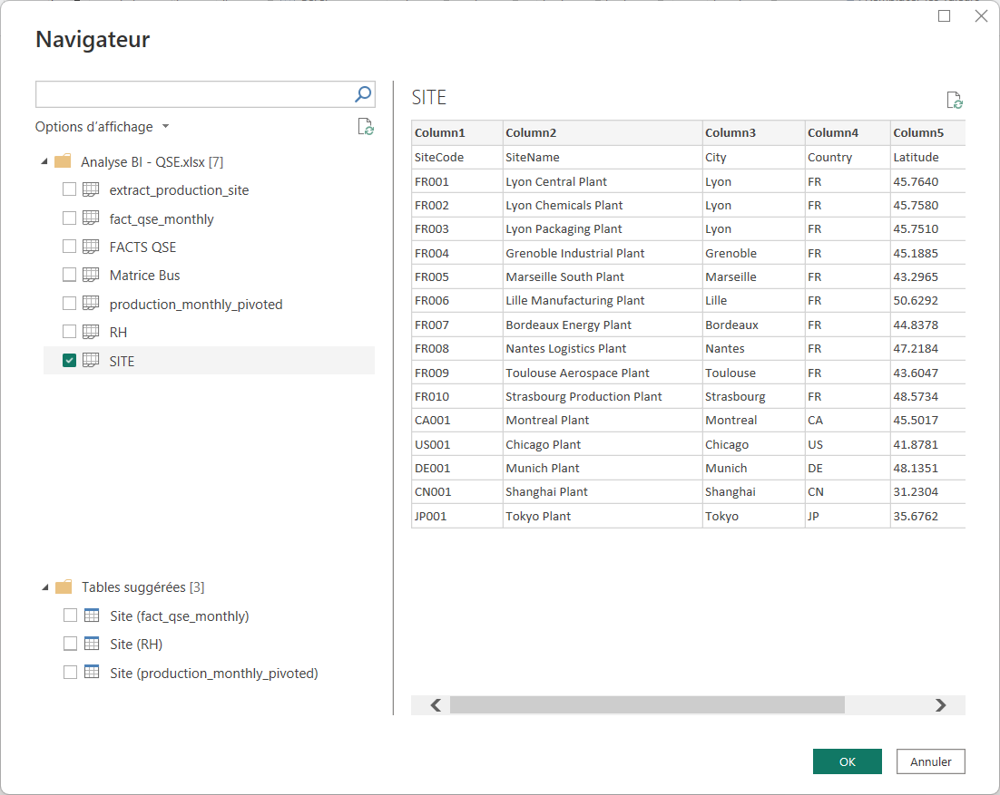 Navigateur
Options d'affichage
Analyse BI - QSE.xlsx [7]
extract_production_site
fact_qse_monthly
FACTS QSE
Matrice Bus
production_monthly_pivoted
RH
SITE
Tables suggérées [3]
Site (fact_qse_monthly)
Site (RH)
Site (production_monthly_pivoted)
SITE
Column1 Column2 Column3 Column4 Column5
SiteCode SiteName City Country Latitude
FR001 Lyon Central Plant Lyon FR 45.7640
FR002 Lyon Chemicals Plant Lyon FR 45.7580
FR003 Lyon Packaging Plant Lyon FR 45.7510
FR004 Grenoble Industrial Plant Grenoble FR 45.1885
FR005 Marseille South Plant Marseille FR 43.2965
FR006 Lille Manufacturing Plant Lille FR 50.6292
FR007 Bordeaux Energy Plant Bordeaux FR 44.8378
FR008 Nantes Logistics Plant Nantes FR 47.2184
FR009 Toulouse Aerospace Plant Toulouse FR 43.6047
FR010 Strasbourg Production Plant Strasbourg FR 48.5734
CA001 Montreal Plant Montreal CA 45.5017
US001 Chicago Plant Chicago US 41.8781
DE001 Munich Plant Munich DE 48.1351
CN001 Shanghai Plant Shanghai CN 31.2304
JP001 Tokyo Plant Tokyo JP 35.6762
OK
Annuler